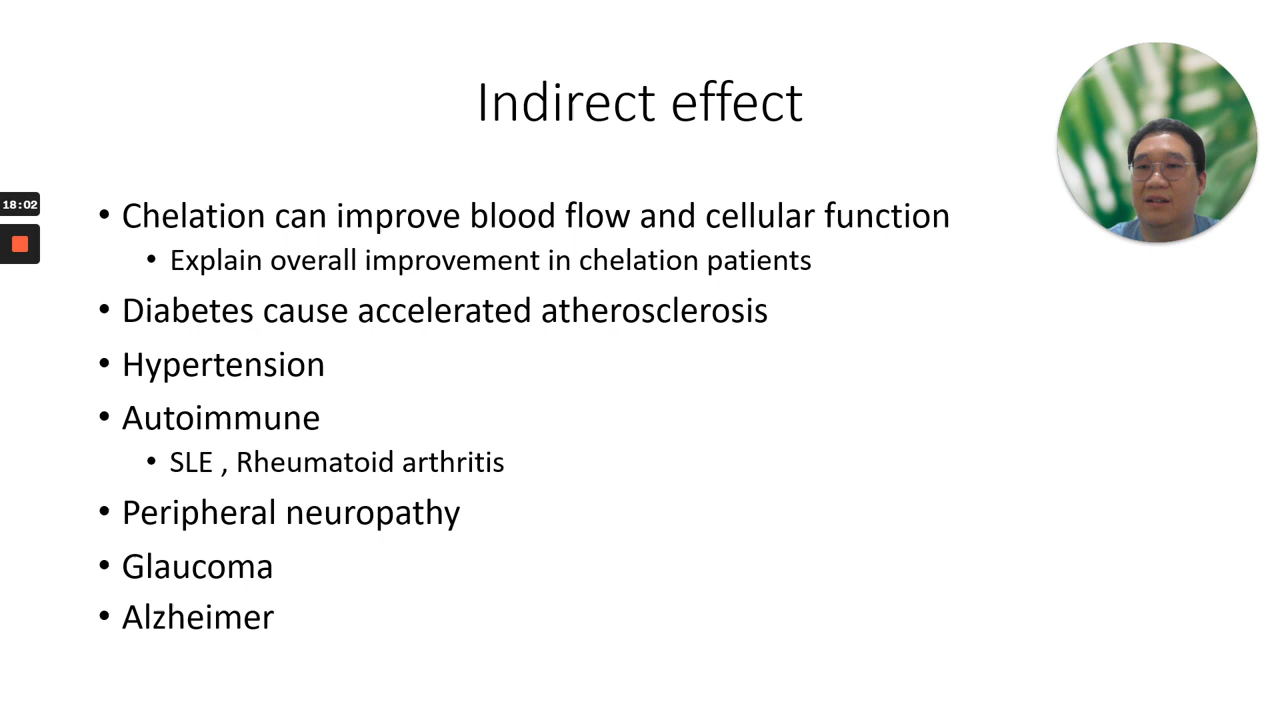 Indirect effect
18:02
• Chelation can improve blood flow and cellular function
• Explain overall improvement in chelation patients
• Diabetes cause accelerated atherosclerosis
• Hypertension
• Autoimmune
• SLE , Rheumatoid arthritis
• Peripheral neuropathy
• Glaucoma
• Alzheimer